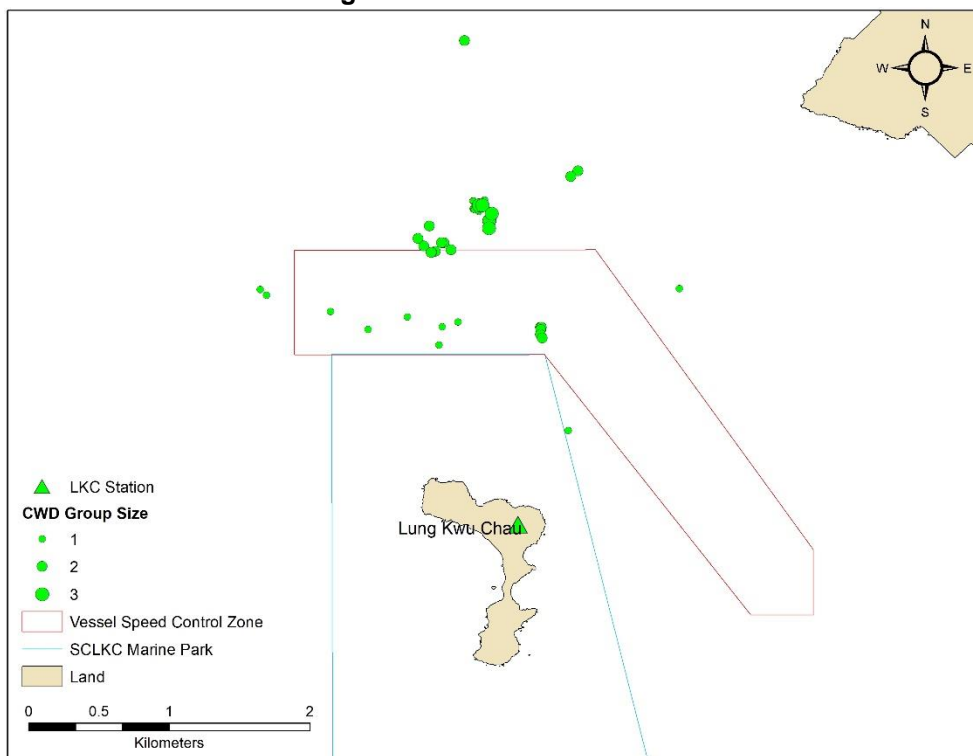 g
N
W E
S
Lung Kwu Chau
LKC Station
CWD Group Size
1
2
3
Vessel Speed Control Zone
SCLKC Marine Park
Land
0 0.5 1 2
Kilometers